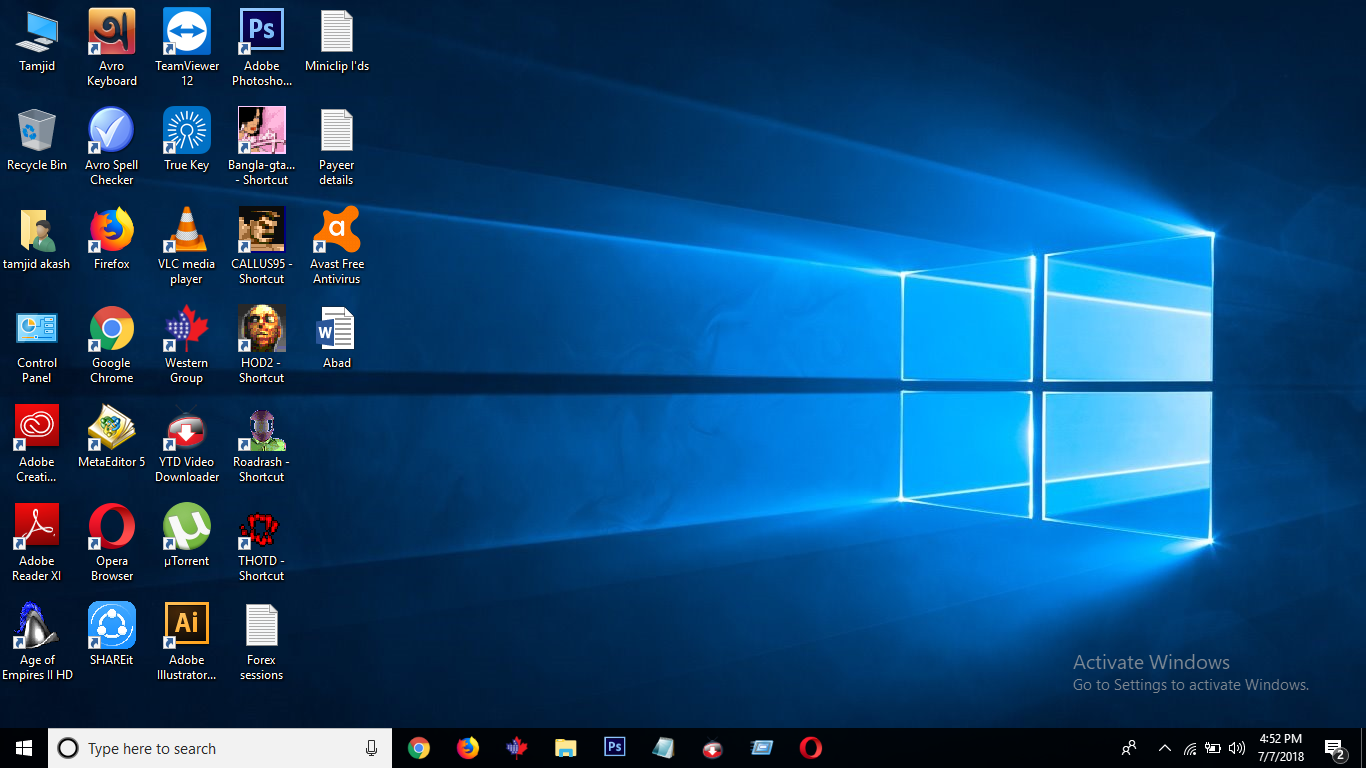 Tamjid
Avro
Keyboard
TeamViewer
12
Ps
Adobe
Photosho...
Miniclip I'ds
Recycle Bin
Avro Spell
Checker
True Key
Bangla-gta...
- Shortcut
Payeer
details
tamjid akash
Firefox
VLC media
player
CALLUS95 -
Shortcut
a
Avast Free
Antivirus
Control
Panel
Google
Chrome
Western
Group
HOD2 -
Shortcut
W
Abad
Adobe
Creati...
MetaEditor 5
YTD Video
Downloader
Roadrash -
Shortcut
Adobe
Reader XI
Opera
Browser
µ
µTorrent
THOTD -
Shortcut
Age of
Empires II HD
SHAREit
Ai
Adobe
Illustrator...
Forex
sessions
Activate Windows
Go to Settings to activate Windows.
Type here to search
Ps
4:52 PM
7/7/2018
2